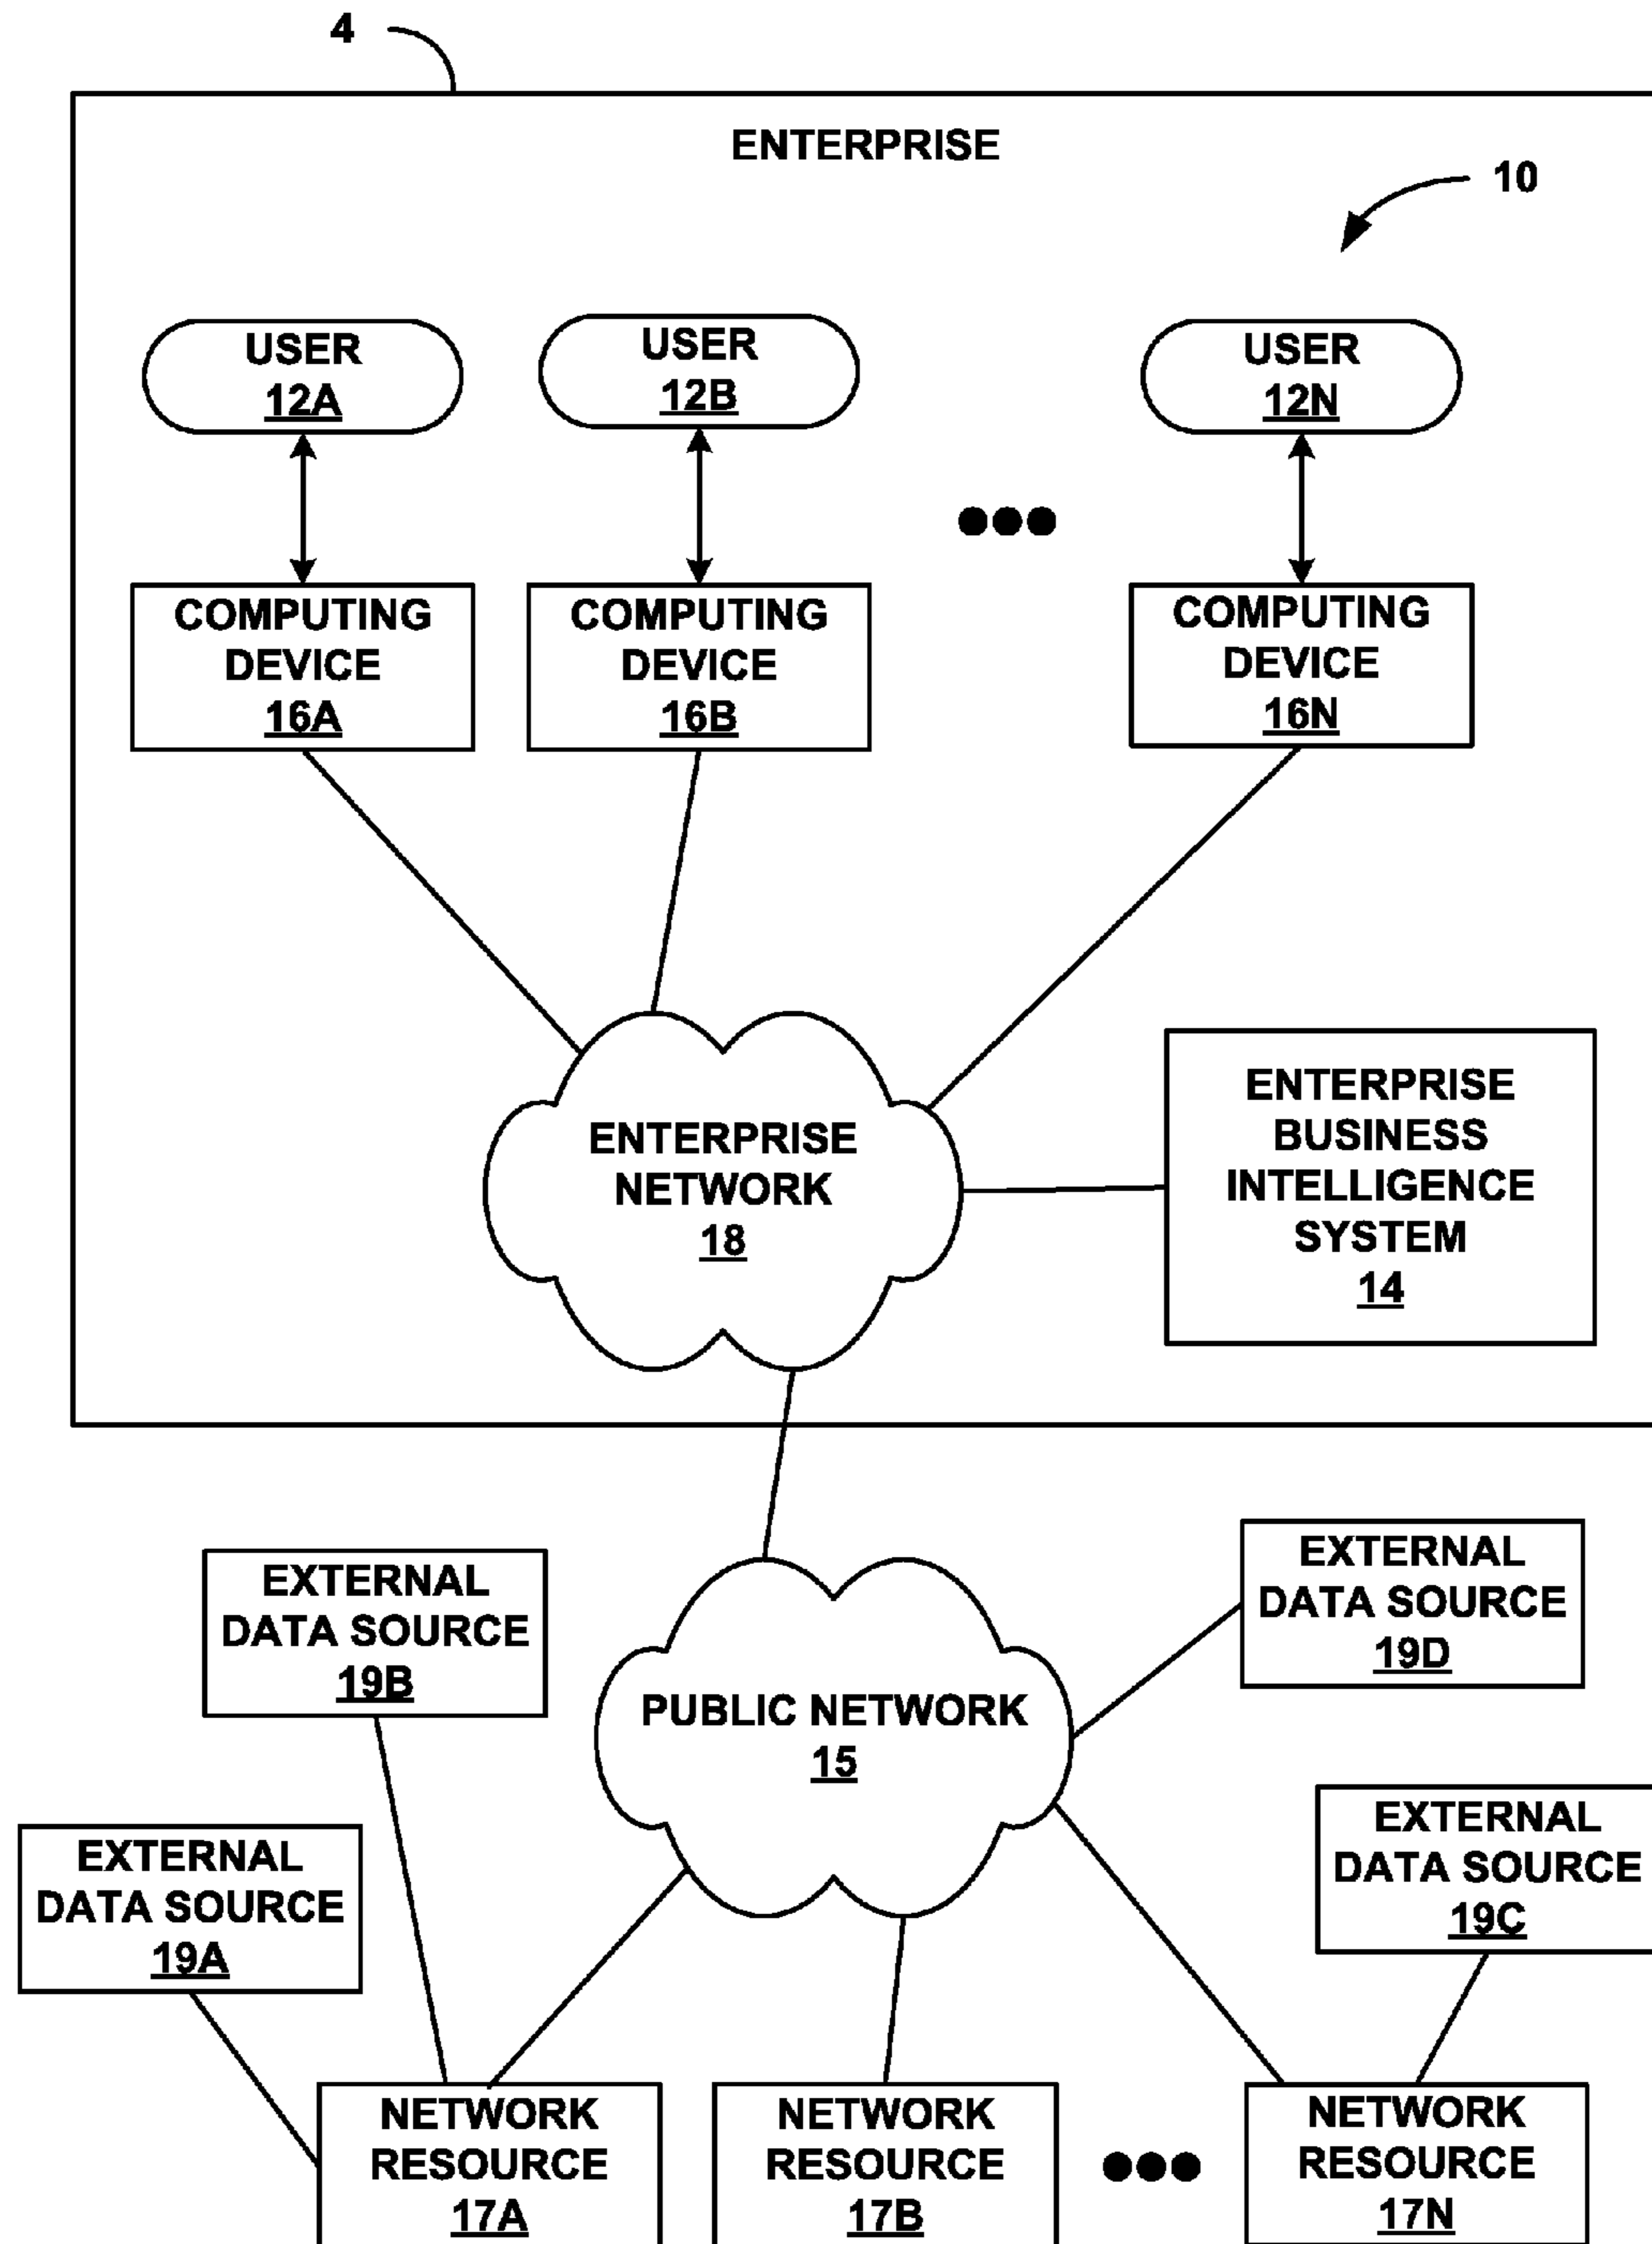 4
ENTERPRISE
10
USER
12A
USER
12B
USER
12N
COMPUTING
DEVICE
16A
COMPUTING
DEVICE
16B
COMPUTING
DEVICE
16N
ENTERPRISE
NETWORK
18
ENTERPRISE
BUSINESS
INTELLIGENCE
SYSTEM
14
EXTERNAL
DATA SOURCE
19B
PUBLIC NETWORK
15
EXTERNAL
DATA SOURCE
19D
EXTERNAL
DATA SOURCE
19A
EXTERNAL
DATA SOURCE
19C
NETWORK
RESOURCE
17A
NETWORK
RESOURCE
17B
NETWORK
RESOURCE
17N